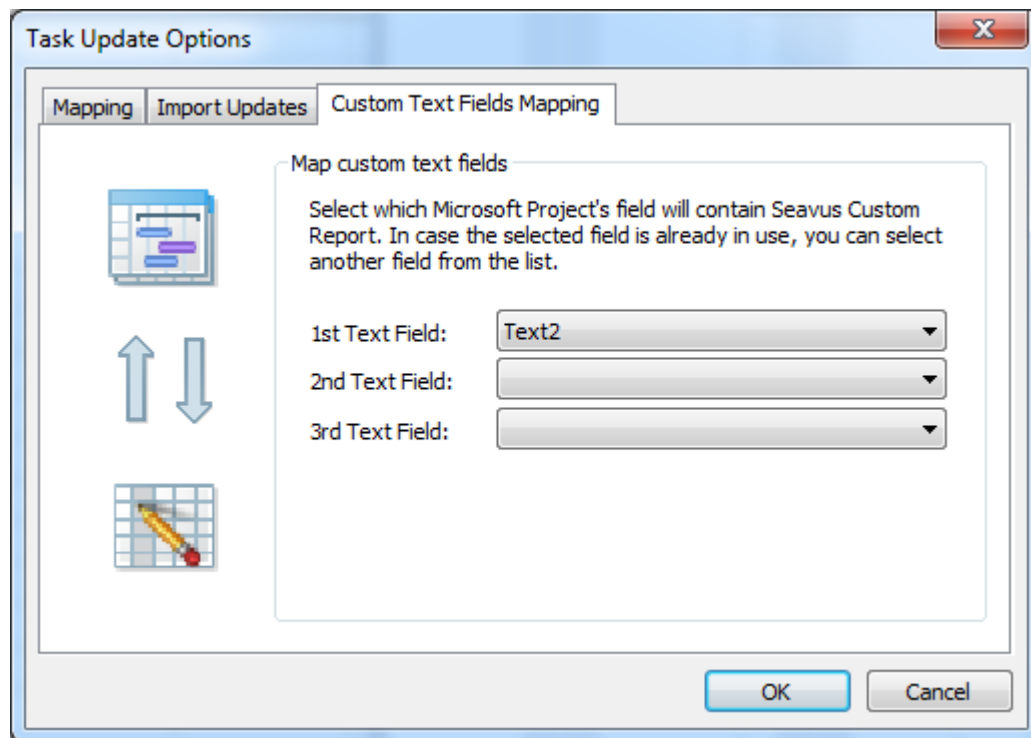 Task Update Options
Mapping Import Updates Custom Text Fields Mapping
Map custom text fields
Select which Microsoft Project's field will contain Seavus Custom
Report. In case the selected field is already in use, you can select
another field from the list.
1st Text Field: Text2
2nd Text Field:
3rd Text Field:
OK Cancel